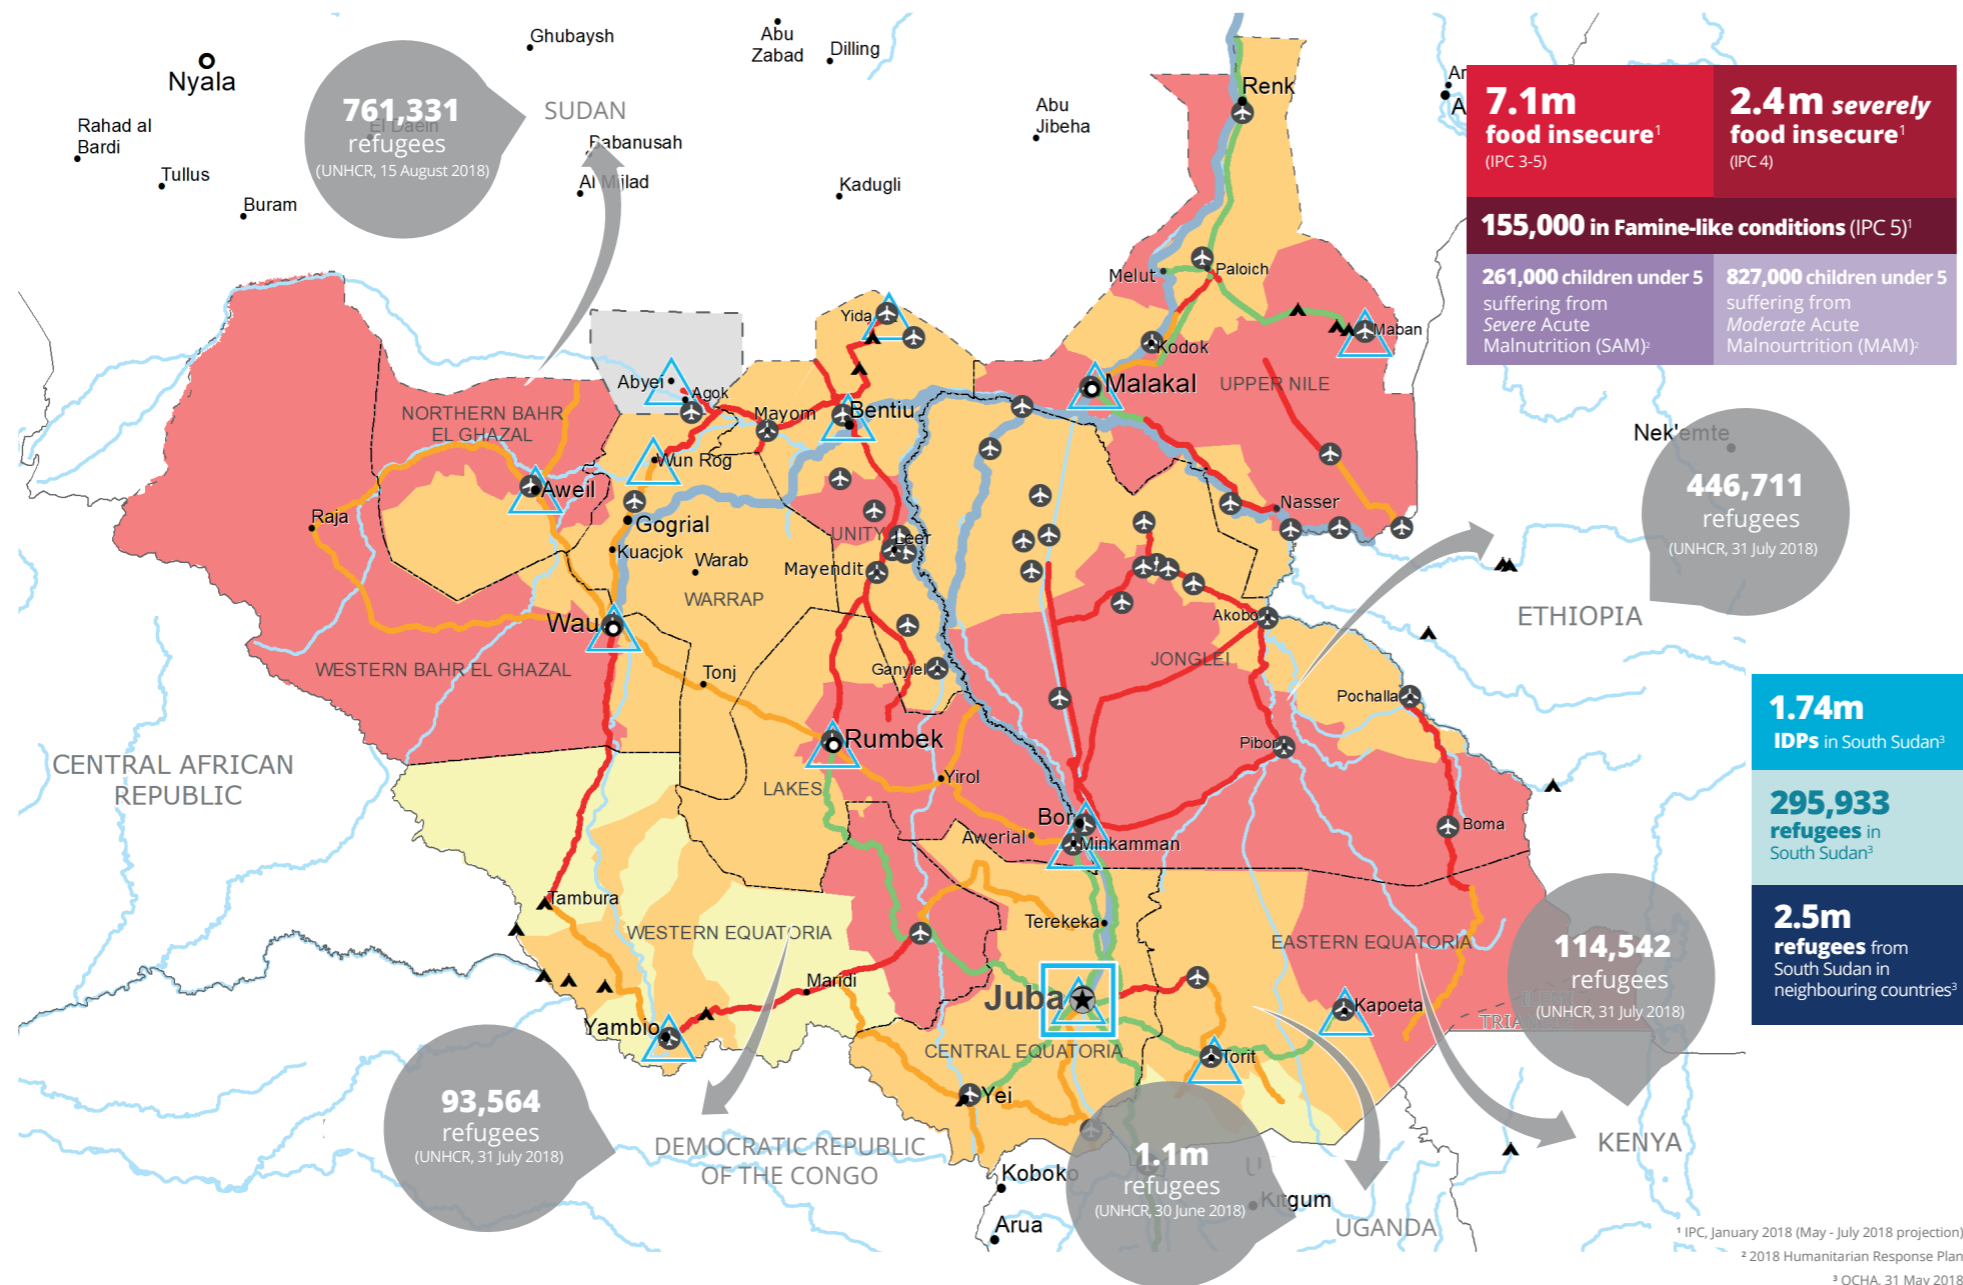 Nyala
Ghubaysh
Abu
Zabad
Dilling
Rahad al
Bardi
Tullus
Buram
Abu
Jibeha
Kadugli
761,331
refugees
(UNHCR, 15 August 2018)
El Daein
SUDAN
Babanusah
Al Mijlad
Renk
Ar
A
7.1m
food insecure¹
(IPC 3-5)
2.4m severely
food insecure¹
(IPC 4)
155,000 in Famine-like conditions (IPC 5)¹
261,000 children under 5
suffering from
Severe Acute
Malnutrition (SAM)²
827,000 children under 5
suffering from
Moderate Acute
Malnourtrition (MAM)²
Melut
Paloich
Yida
Maban
Kodok
Abyei
Agok
Malakal
UPPER NILE
NORTHERN BAHR
EL GHAZAL
Mayom
Bentiu
Wun Rog
Aweil
Raja
Gogrial
Kuacjok
Warab
WARRAP
UNITY
Leer
Mayendit
Nasser
Nek'emte
446,711
refugees
(UNHCR, 31 July 2018)
ETHIOPIA
Wau
WESTERN BAHR EL GHAZAL
Tonj
Ganyiel
Akobo
JONGLEI
Pochalla
Pibor
CENTRAL AFRICAN
REPUBLIC
Rumbek
LAKES
Yirol
Bor
Awerial
Minkamman
Boma
1.74m
IDPs in South Sudan³
295,933
refugees in
South Sudan³
2.5m
refugees from
South Sudan in
neighbouring countries³
Tambura
WESTERN EQUATORIA
Terekeka
EASTERN EQUATORIA
Maridi
Juba
Kapoeta
Yambio
CENTRAL EQUATORIA
Torit
Yei
114,542
refugees
(UNHCR, 31 July 2018)
93,564
refugees
(UNHCR, 31 July 2018)
DEMOCRATIC REPUBLIC
OF THE CONGO
Koboko
Arua
1.1m
refugees
(UNHCR, 30 June 2018)
Kitgum
UGANDA
KENYA
¹ IPC, January 2018 (May - July 2018 projection)
² 2018 Humanitarian Response Plan
³ OCHA, 31 May 2018